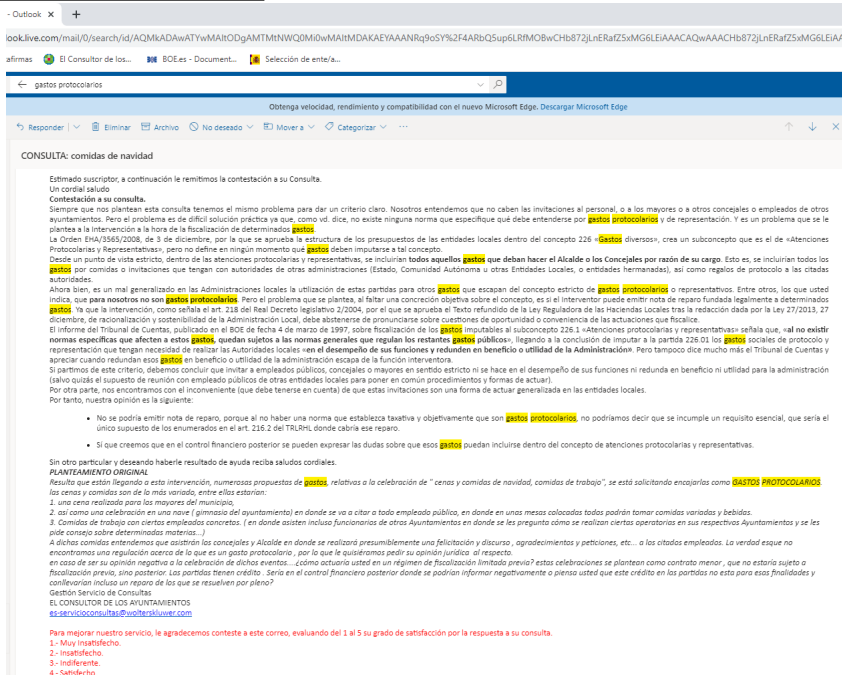 - Outlook
look.live.com/mail/0/search/id/AQMkADAwATYwMAItODgAMTMtNWQ0Mi0wMAItMDAKAEYAAANRq9oSY%2F4ARbQ5up6LRfMOBwCHb872jLnERafZ5xMG6LEiAAACAQwAAACHb872jLnERafZ5xMG6LEiAA
afirmas El Consultor de los... BOE.es - Document... Selección de ente/a...
gastos protocolarios
Obtenga velocidad, rendimiento y compatibilidad con el nuevo Microsoft Edge. Descargar Microsoft Edge
Responder Eliminar Archivo No deseado Mover a Categorizar ...
CONSULTA: comidas de navidad
Estimado suscriptor, a continuación le remitimos la contestación a su Consulta.
Un cordial saludo
Contestación a su consulta.
Siempre que nos plantean esta consulta tenemos el mismo problema para dar un criterio claro. Nosotros entendemos que no caben las invitaciones al personal, o a los mayores o a otros concejales o empleados de otros
ayuntamientos. Pero el problema es de difícil solución práctica ya que, como vd. dice, no existe ninguna norma que especifique qué debe entenderse por gastos protocolarios y de representación. Y es un problema que se le
plantea a la Intervención a la hora de la fiscalización de determinados gastos.
La Orden EHA/3565/2008, de 3 de diciembre, por la que se aprueba la estructura de los presupuestos de las entidades locales dentro del concepto 226 «Gastos diversos», crea un subconcepto que es el de «Atenciones
Protocolarias y Representativas», pero no define en ningún momento qué gastos deben imputarse a tal concepto.
Desde un punto de vista estricto, dentro de las atenciones protocolarias y representativas, se incluirían todos aquellos gastos que deban hacer el Alcalde o los Concejales por razón de su cargo. Esto es, se incluirían todos los
gastos por comidas o invitaciones que tengan con autoridades de otras administraciones (Estado, Comunidad Autónoma u otras Entidades Locales, o entidades hermanadas), así como regalos de protocolo a las citadas
autoridades.
Ahora bien, es un mal generalizado en las Administraciones locales la utilización de estas partidas para otros gastos que escapan del concepto estricto de gastos protocolarios o representativos. Entre otros, los que usted
indica, que para nosotros no son gastos protocolarios. Pero el problema que se plantea, al faltar una concreción objetiva sobre el concepto, es si el Interventor puede emitir nota de reparo fundada legalmente a determinados
gastos. Ya que la intervención, como señala el art. 218 del Real Decreto legislativo 2/2004, por el que se aprueba el Texto refundido de la Ley Reguladora de las Haciendas Locales tras la redacción dada por la Ley 27/2013, 27
diciembre, de racionalización y sostenibilidad de la Administración Local, debe abstenerse de pronunciarse sobre cuestiones de oportunidad o conveniencia de las actuaciones que fiscalice.
El informe del Tribunal de Cuentas, publicado en el BOE de fecha 4 de marzo de 1997, sobre fiscalización de los gastos imputables al subconcepto 226.1 «Atenciones protocolarias y representativas» señala que, «al no existir
normas específicas que afecten a estos gastos, quedan sujetos a las normas generales que regulan los restantes gastos públicos», llegando a la conclusión de imputar a la partida 226.01 los gastos sociales de protocolo y
representación que tengan necesidad de realizar las Autoridades locales «en el desempeño de sus funciones y redunden en beneficio o utilidad de la Administración». Pero tampoco dice mucho más el Tribunal de Cuentas y
apreciar cuando redundan esos gastos en beneficio o utilidad de la administración escapa de la función interventora.
Si partimos de este criterio, debemos concluir que invitar a empleados públicos, concejales o mayores en sentido estricto ni se hace en el desempeño de sus funciones ni redunda en beneficio ni utilidad para la administración
(salvo quizás el supuesto de reunión con empleado públicos de otras entidades locales para poner en común procedimientos y formas de actuar).
Por otra parte, nos encontramos con el inconveniente (que debe tenerse en cuenta) de que estas invitaciones son una forma de actuar generalizada en las entidades locales.
Por tanto, nuestra opinión es la siguiente:
• No se podría emitir nota de reparo, porque al no haber una norma que establezca taxativa y objetivamente que son gastos protocolarios, no podríamos decir que se incumple un requisito esencial, que sería el
único supuesto de los enumerados en el art. 216.2 del TRLRHL donde cabría ese reparo.
• Si que creemos que en el control financiero posterior se pueden expresar las dudas sobre que esos gastos puedan incluirse dentro del concepto de atenciones protocolarias y representativas.
Sin otro particular y deseando haberle resultado de ayuda reciba saludos cordiales.
PLANTEAMIENTO ORIGINAL
Resulta que están llegando a esta intervención, numerosas propuestas de gastos, relativos a la celebración de " cenas y comidas de navidad, comidas de trabajo", se está solicitando encajarlas como GASTOS PROTOCOLARIOS.
las cenas y comidas son de lo más variada, entre ellas estarían:
1. una cena realizada para los mayores del municipio,
2. así como una celebración en una nave ( gimnasio del ayuntamiento) en donde se va a citar a todo empleado público, en donde en unas mesas colocadas todos podrán tomar comidas variadas y bebidas.
3. Comidas de trabajo con ciertos empleados concretos. ( en donde asisten incluso funcionarios de otros Ayuntamientos en donde se les pregunta cómo se realizan ciertos operatorias en sus respectivos Ayuntamientos y se les
pide consejo sobre determinadas materias...)
A dichas comidas entendemos que asistirán los concejales y Alcalde en donde se realizará presumiblemente una felicitación y discurso , agradecimientos y peticiones, etc... a los citados empleados. La verdad esque no
encontramos una regulación acerca de lo que es un gasto protocolario , por lo que le quisiéramos pedir su opinión jurídica al respecto.
en caso de ser su opinión negativa a la celebración de dichos eventos....¿cómo actuaría usted en un régimen de fiscalización limitada previa? estas celebraciones se plantean como contrato menor , que no estaría sujeto a
fiscalización previa, sino posterior. Las partidas tienen crédito . Sería en el control financiero posterior donde se podrían informar negativamente o piensa usted que este crédito en las partidas no esta para esas finalidades y
conllevarían incluso un reparo de los que se resuelven por pleno?
Gestión Servicio de Consultas
EL CONSULTOR DE LOS AYUNTAMIENTOS
es-servicioconsultas@wolterskluwer.com
Para mejorar nuestro servicio, le agradecemos conteste a este correo, evaluando del 1 al 5 su grado de satisfacción por la respuesta a su consulta.
1.- Muy Insatisfecho.
2.- Insatisfecho.
3.- Indiferente.
4.- Satisfecho